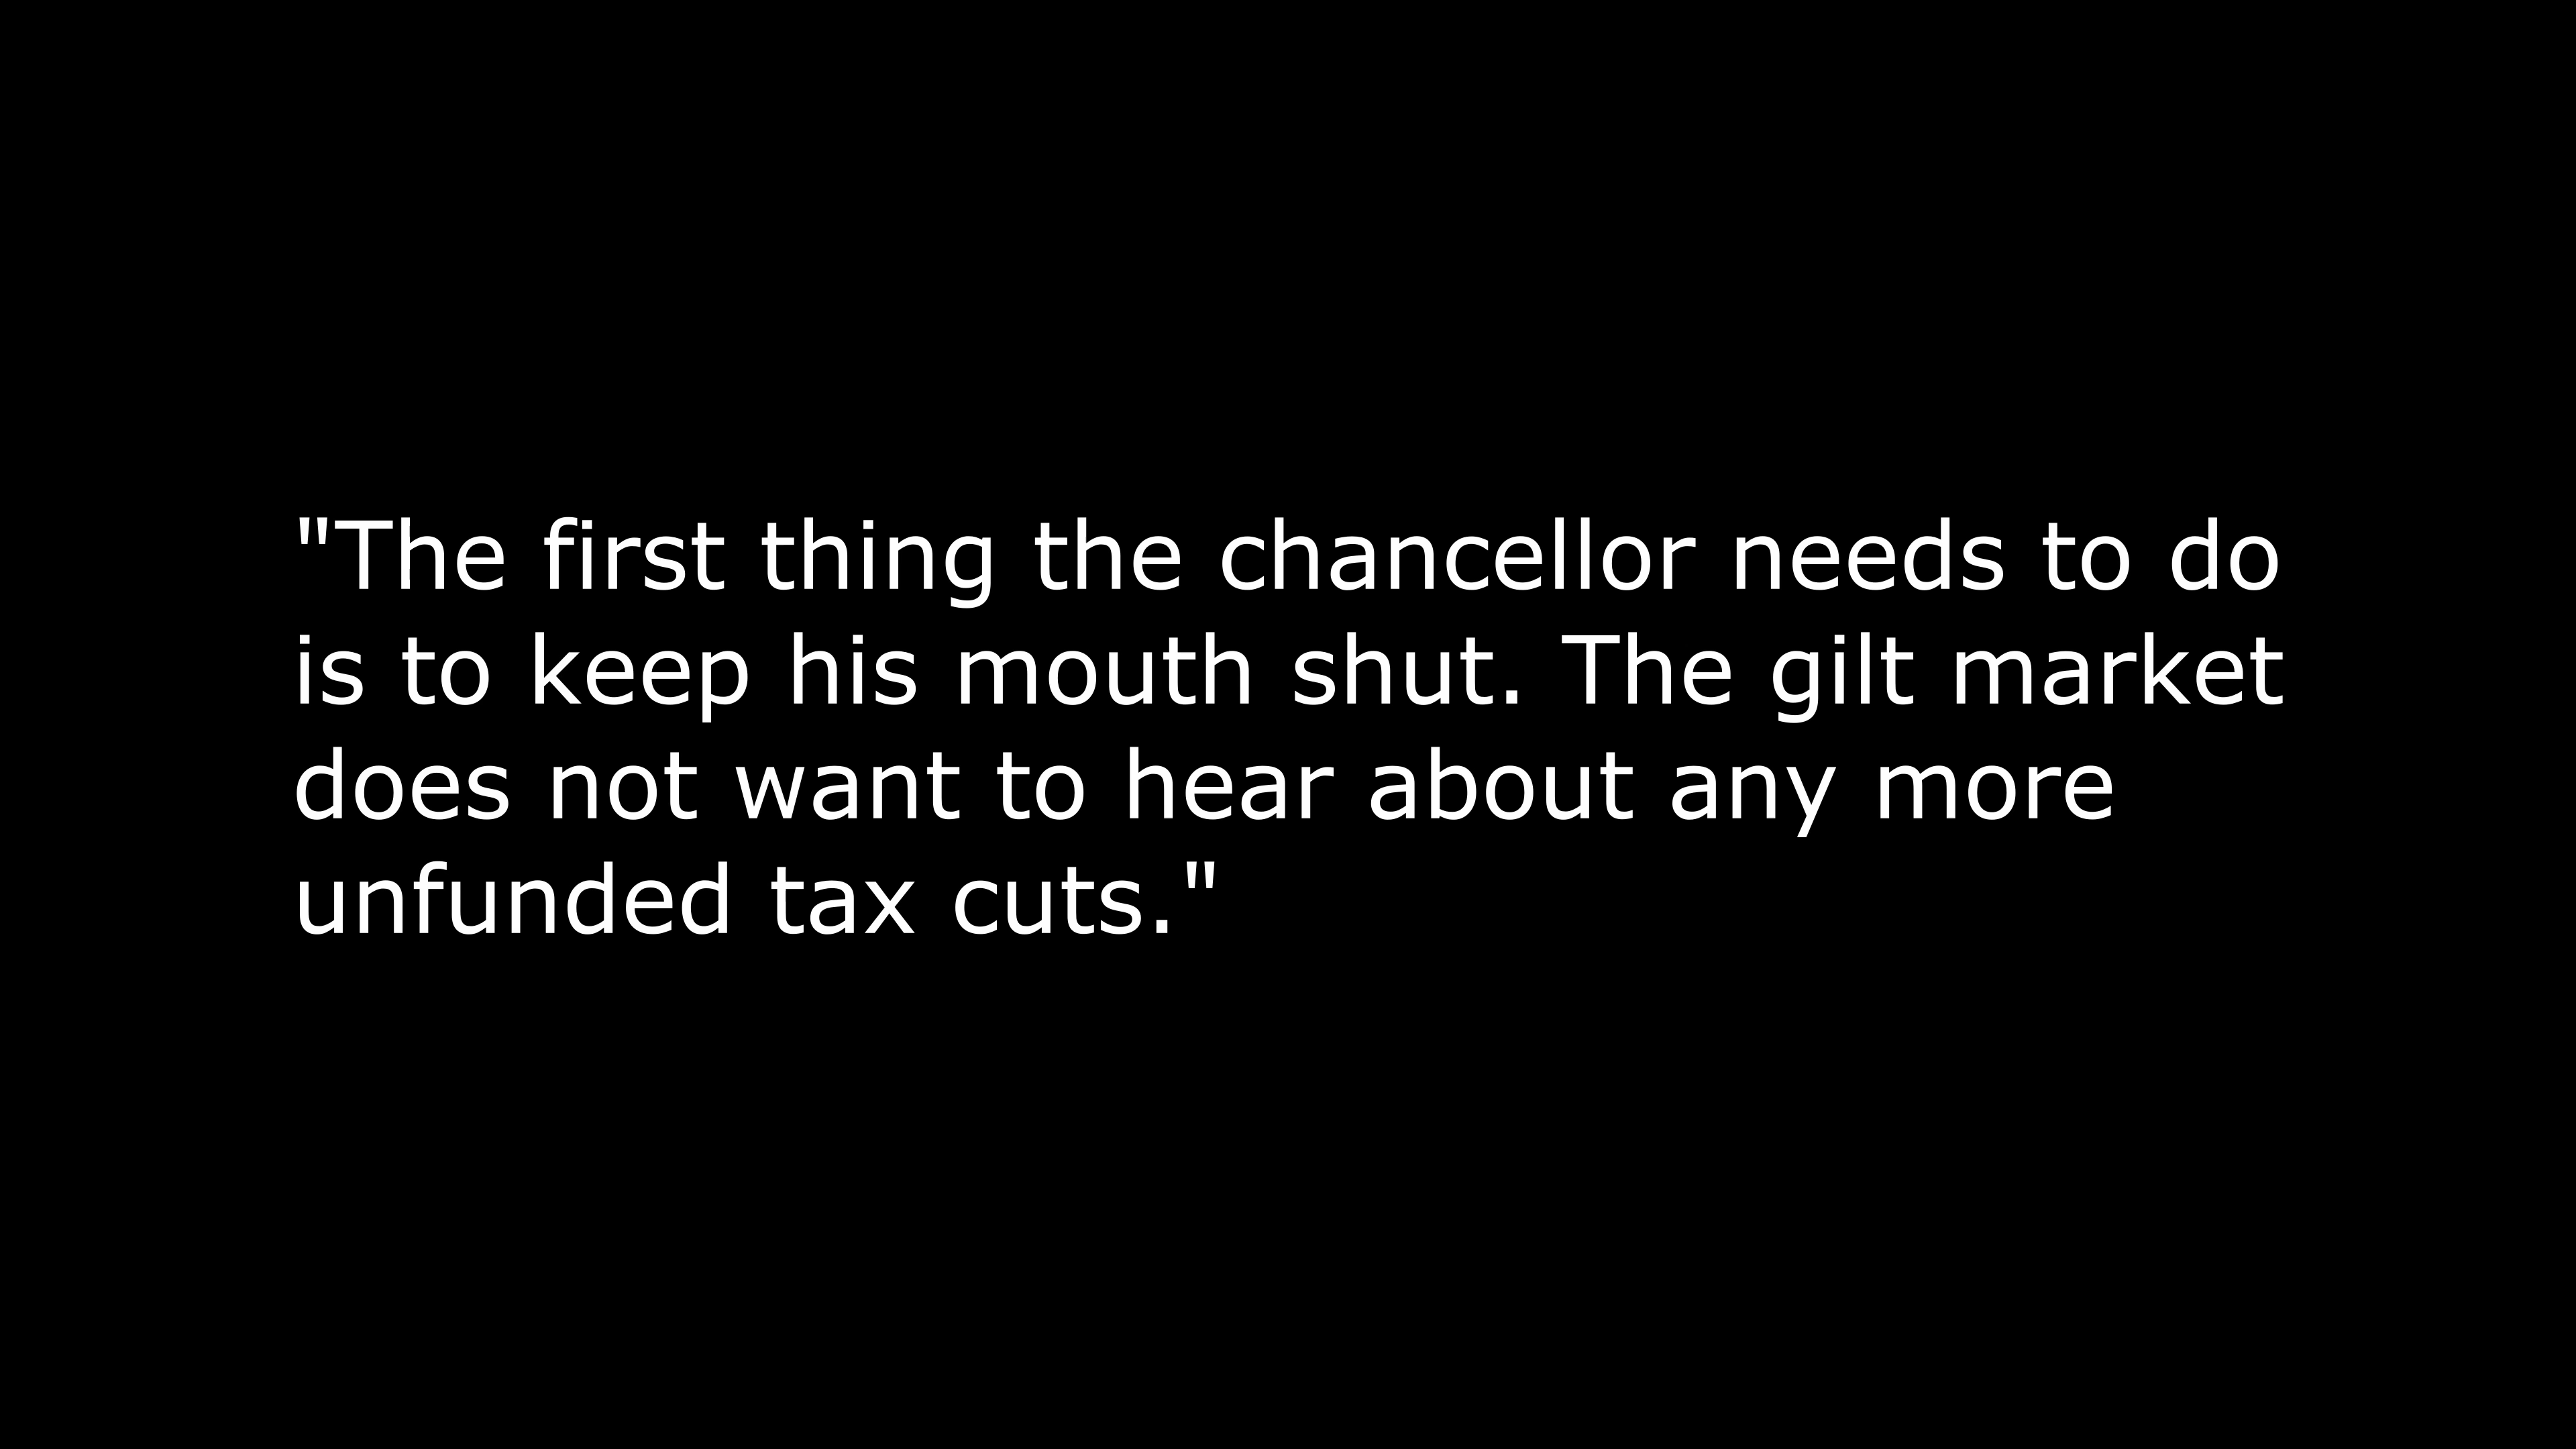 "The first thing the chancellor needs to do
is to keep his mouth shut. The gilt market
does not want to hear about any more
unfunded tax cuts."